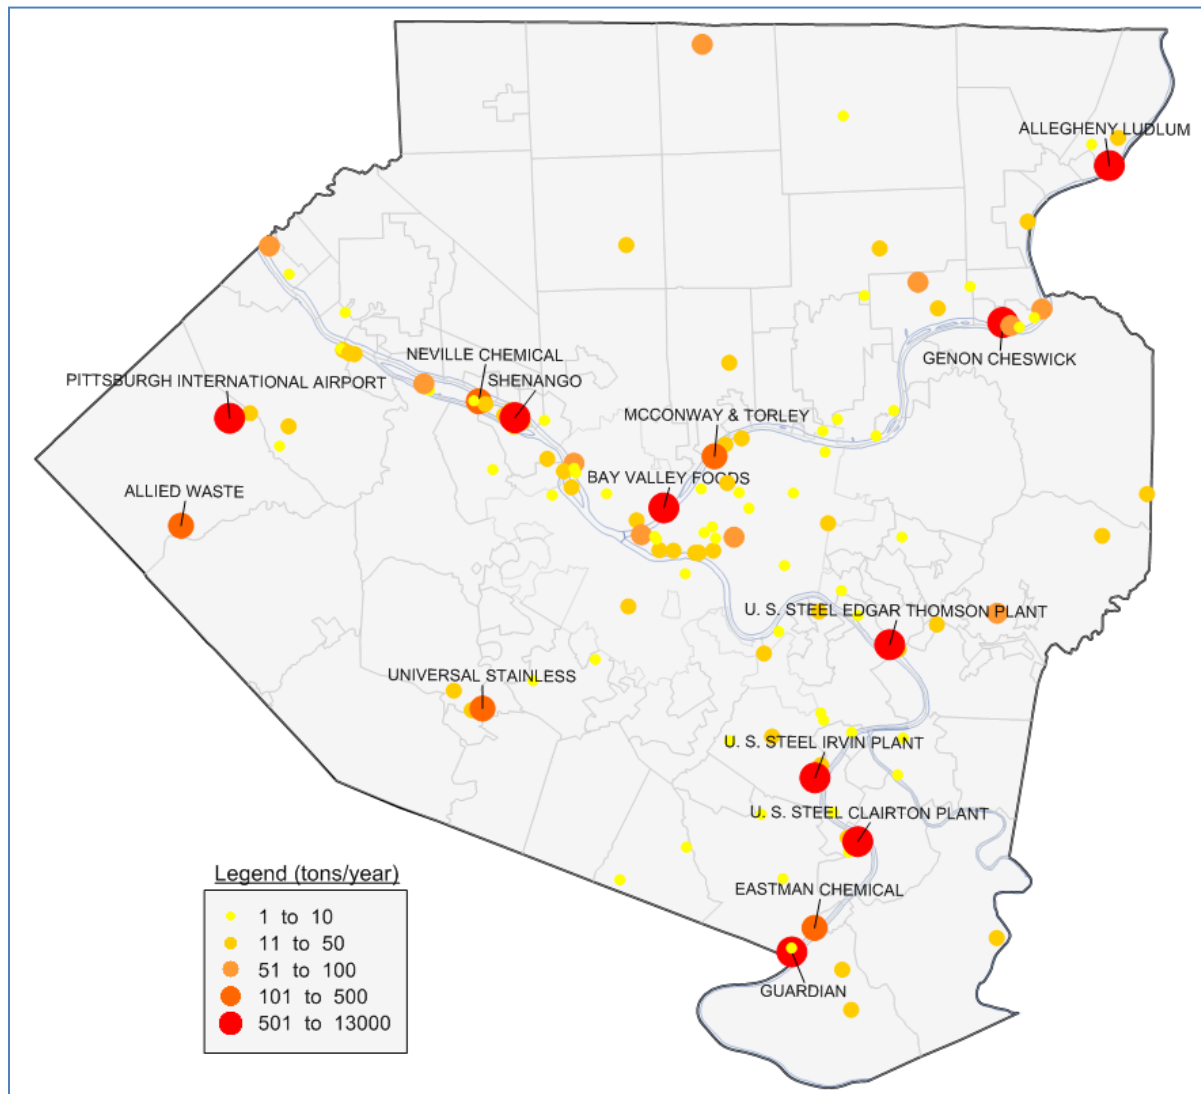 ALLEGHENY LUDLUM
NEVILLE CHEMICAL
GENON CHESWICK
PITTSBURGH INTERNATIONAL AIRPORT
SHENANGO
MCCONWAY & TORLEY
BAY VALLEY FOODS
ALLIED WASTE
U. S. STEEL EDGAR THOMSON PLANT
UNIVERSAL STAINLESS
U. S. STEEL IRVIN PLANT
U. S. STEEL CLAIRTON PLANT
EASTMAN CHEMICAL
GUARDIAN
Legend (tons/year)
1 to 10
11 to 50
51 to 100
101 to 500
501 to 13000